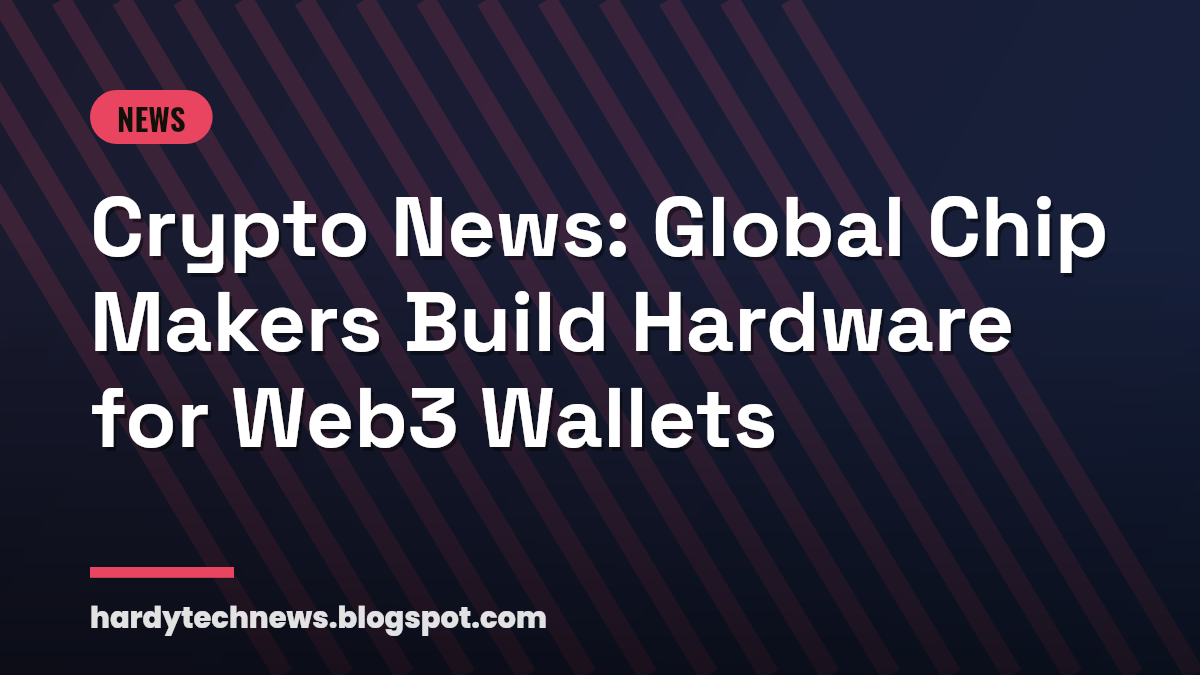 NEWS
Crypto News: Global Chip
Makers Build Hardware
for Web3 Wallets
hardytechnews.blogspot.com